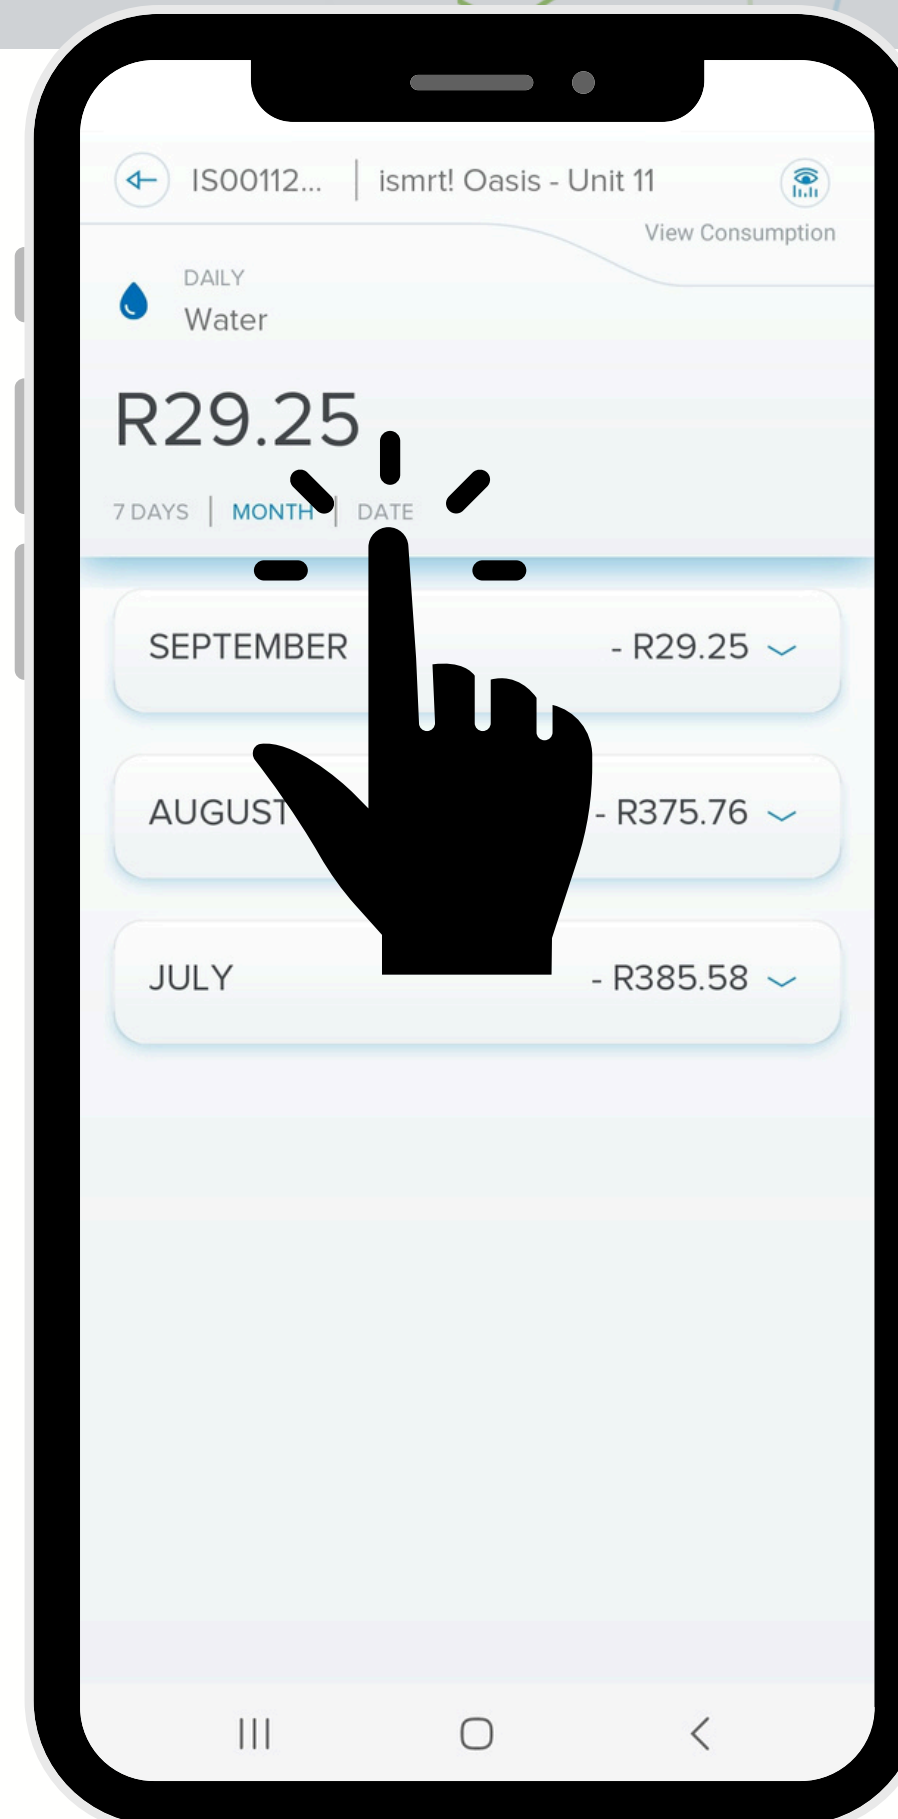 IS00112... | ismrt! Oasis - Unit 11
View Consumption
DAILY
Water
R29.25
7 DAYS | MONTH | DATE
SEPTEMBER - R29.25
AUGUST - R375.76
JULY - R385.58